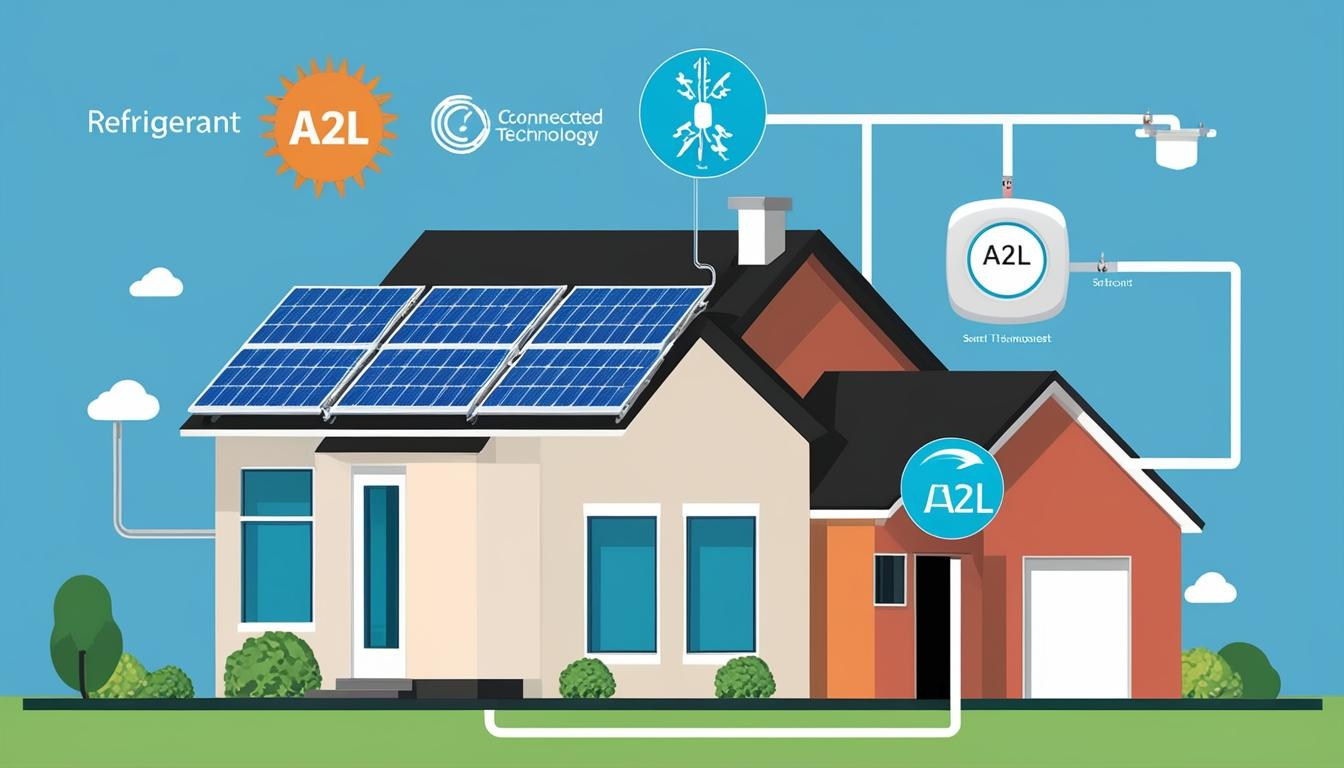 Refrigerant
A2L
Connected
Technology
A2L
A2L